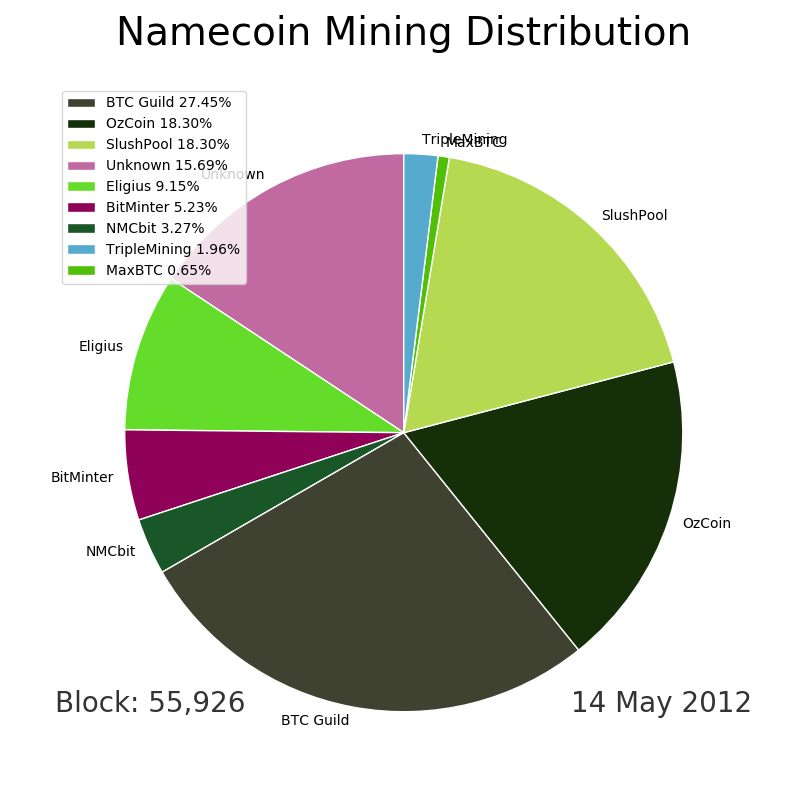 Namecoin Mining Distribution
BTC Guild 27.45%
OzCoin 18.30%
SlushPool 18.30%
Unknown 15.69%
Eligius 9.15%
BitMinter 5.23%
NMCbit 3.27%
TripleMining 1.96%
MaxBTC 0.65%
TripleMining
MaxBTC
Unknown
SlushPool
Eligius
BitMinter
OzCoin
NMCbit
BTC Guild
Block: 55,926
14 May 2012